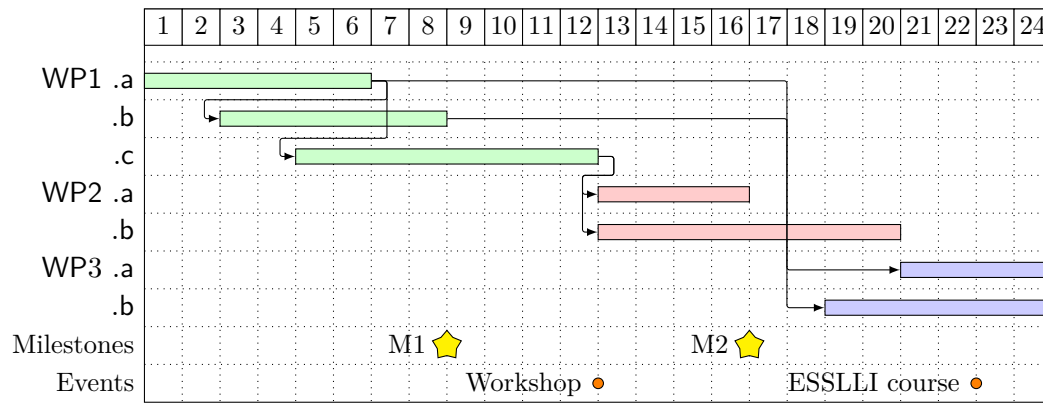 1 2 3 4 5 6 7 8 9 10 11 12 13 14 15 16 17 18 19 20 21 22 23 24
WP1 .a
.b
.c
WP2 .a
.b
WP3 .a
.b
Milestones M1 M2
Events Workshop ESSLLI course